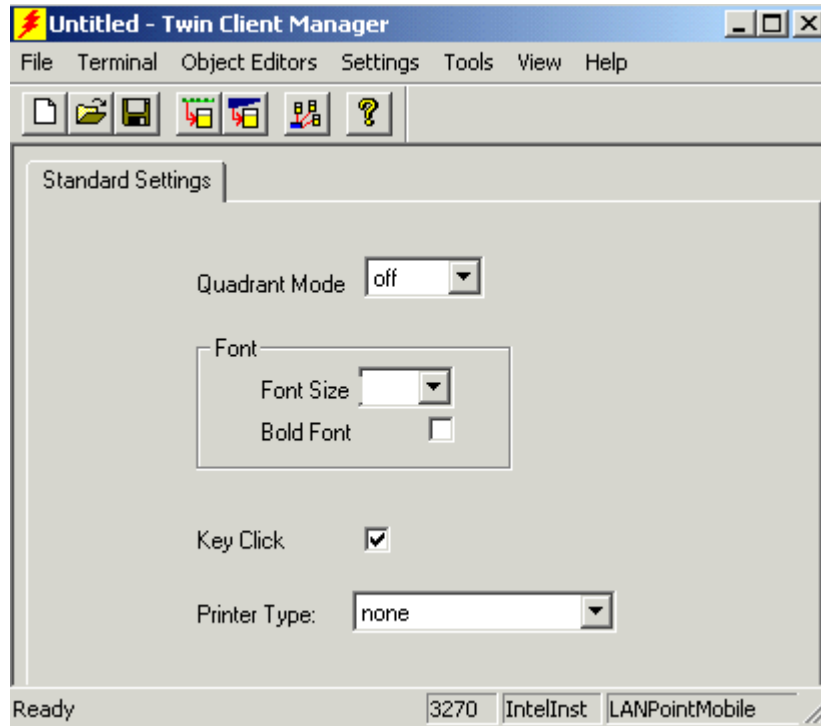 Untitled - Twin Client Manager
File Terminal Object Editors Settings Tools View Help
Standard Settings
Quadrant Mode off
Font
Font Size
Bold Font
Key Click
Printer Type: none
Ready 3270 IntelInst LANPointMobile